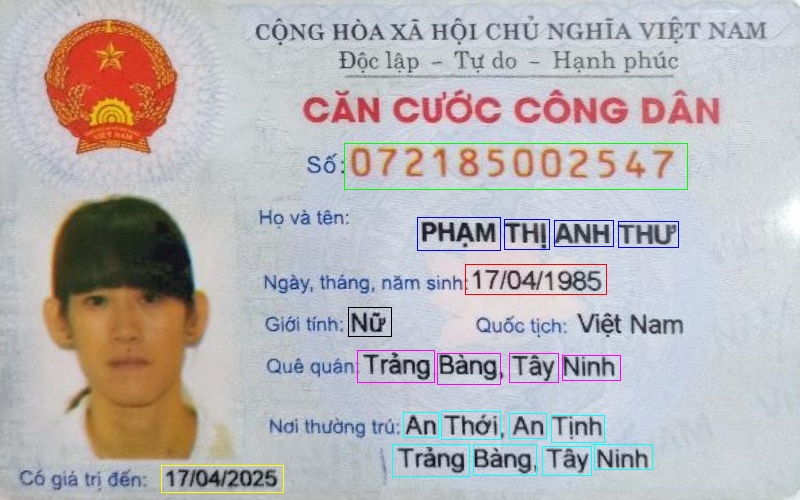 CỘNG HÒA XÃ HỘI CHỦ NGHĨA VIỆT NAM
Độc lập - Tự do - Hạnh phúc
CĂN CƯỚC CÔNG DÂN
Số: 072185002547
Họ và tên:
PHẠM THỊ ANH THƯ
Ngày, tháng, năm sinh: 17/04/1985
Giới tính: Nữ Quốc tịch: Việt Nam
Quê quán: Trảng Bàng, Tây Ninh
Nơi thường trú: An Thới, An Tịnh
Trảng Bàng, Tây Ninh
Có giá trị đến: 17/04/2025